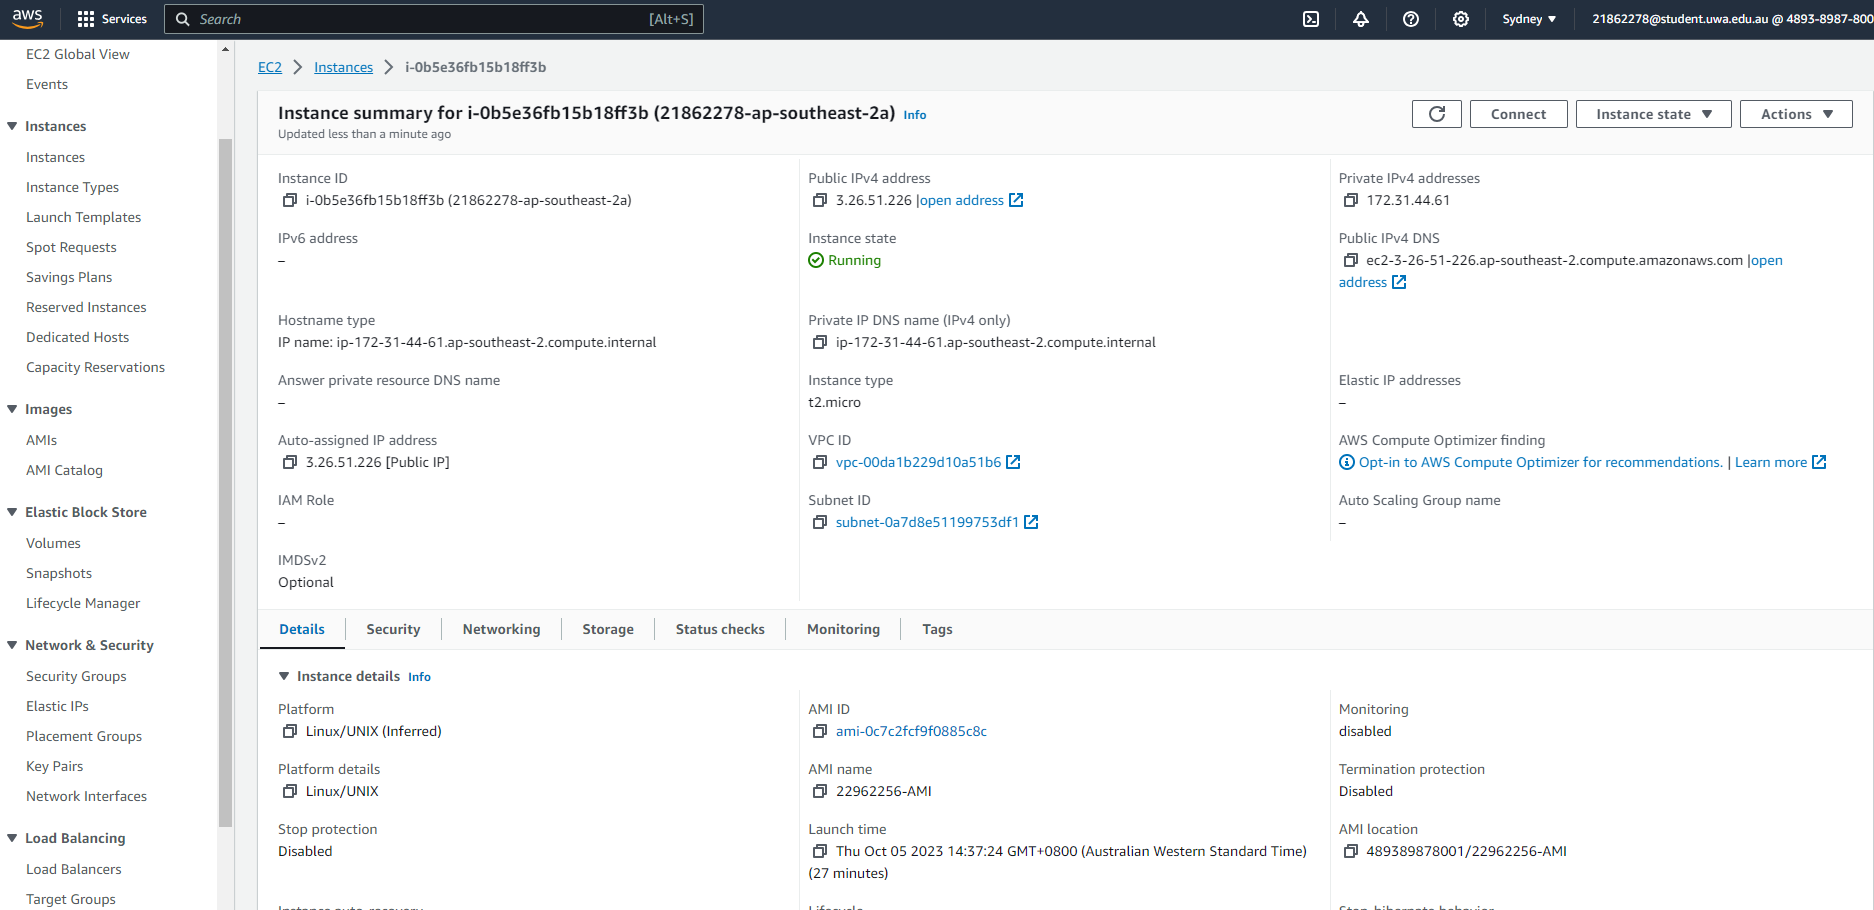 aws
Services
Search
[Alt+S]
Sydney
21862278@student.uwa.edu.au @ 4893-8987-800
EC2 Global View
Events
Instances
Instances
Instance Types
Launch Templates
Spot Requests
Savings Plans
Reserved Instances
Dedicated Hosts
Capacity Reservations
Images
AMIs
AMI Catalog
Elastic Block Store
Volumes
Snapshots
Lifecycle Manager
Network & Security
Security Groups
Elastic IPs
Placement Groups
Key Pairs
Network Interfaces
Load Balancing
Load Balancers
Target Groups
EC2
Instances
i-0b5e36fb15b18ff3b
Instance summary for i-0b5e36fb15b18ff3b (21862278-ap-southeast-2a) Info
Updated less than a minute ago
Connect
Instance state
Actions
Instance ID
i-0b5e36fb15b18ff3b (21862278-ap-southeast-2a)
Public IPv4 address
3.26.51.226 |open address
Private IPv4 addresses
172.31.44.61
IPv6 address
–
Instance state
Running
Public IPv4 DNS
ec2-3-26-51-226.ap-southeast-2.compute.amazonaws.com |open
address
Hostname type
IP name: ip-172-31-44-61.ap-southeast-2.compute.internal
Private IP DNS name (IPv4 only)
ip-172-31-44-61.ap-southeast-2.compute.internal
Answer private resource DNS name
–
Instance type
t2.micro
Elastic IP addresses
–
Auto-assigned IP address
3.26.51.226 [Public IP]
VPC ID
vpc-00da1b229d10a51b6
AWS Compute Optimizer finding
Opt-in to AWS Compute Optimizer for recommendations. | Learn more
IAM Role
–
Subnet ID
subnet-0a7d8e51199753df1
Auto Scaling Group name
–
IMDSv2
Optional
Details
Security
Networking
Storage
Status checks
Monitoring
Tags
Instance details Info
Platform
Linux/UNIX (Inferred)
AMI ID
ami-0c7c2fcf9f0885c8c
Monitoring
disabled
Platform details
Linux/UNIX
AMI name
22962256-AMI
Termination protection
Disabled
Stop protection
Disabled
Launch time
Thu Oct 05 2023 14:37:24 GMT+0800 (Australian Western Standard Time)
(27 minutes)
AMI location
489389878001/22962256-AMI
Instance auto-recovery
Lifecycle
Stop-hibernate behavior